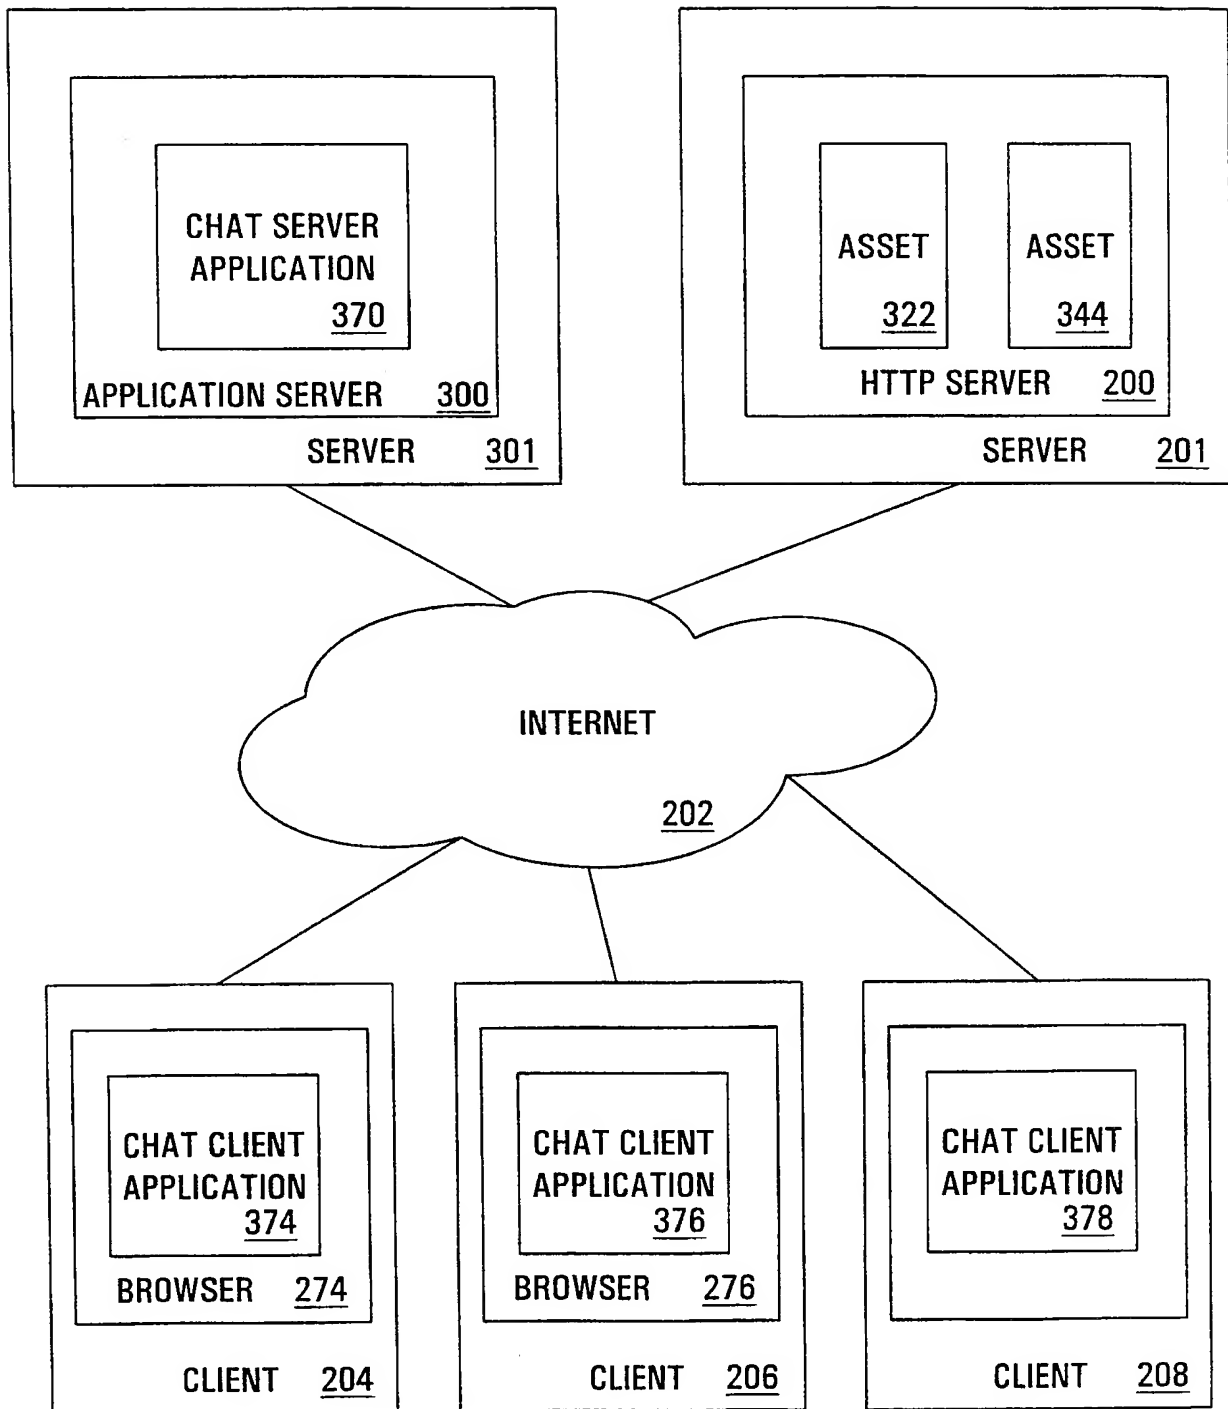 CHAT SERVER
APPLICATION
370
APPLICATION SERVER 300
SERVER 301
ASSET
322
ASSET
344
HTTP SERVER 200
SERVER 201
INTERNET
202
CHAT CLIENT
APPLICATION
374
BROWSER 274
CLIENT 204
CHAT CLIENT
APPLICATION
376
BROWSER 276
CLIENT 206
CHAT CLIENT
APPLICATION
378
CLIENT 208